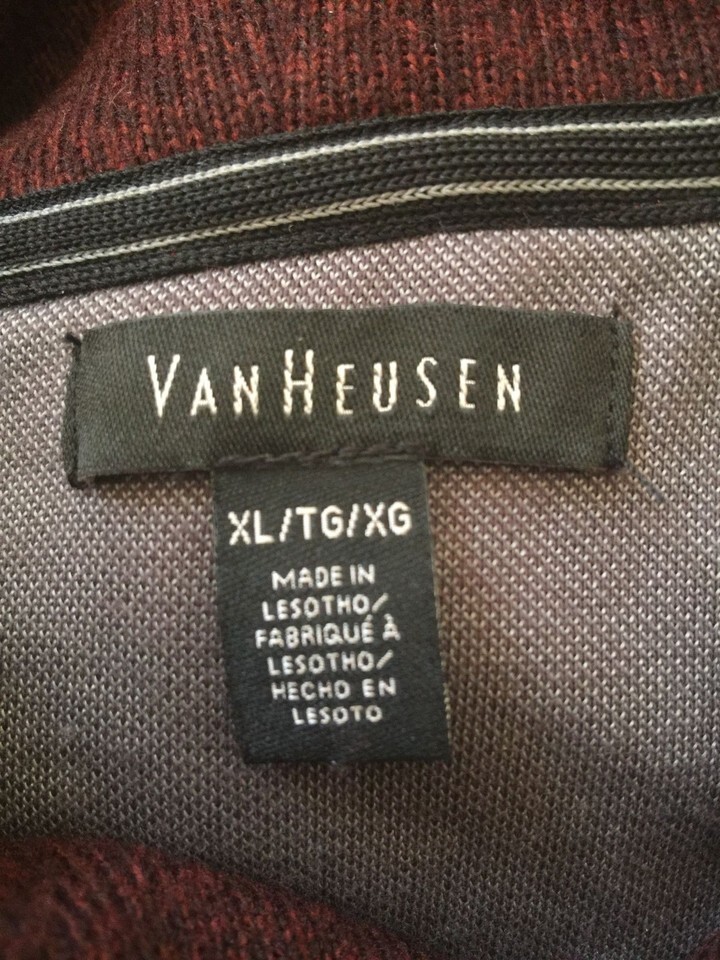 VANHEUSEN
XL/TG/XG
MADE IN
LESOTHO/
FABRIQUÉ À
LESOTHO/
HECHO EN
LESOTO